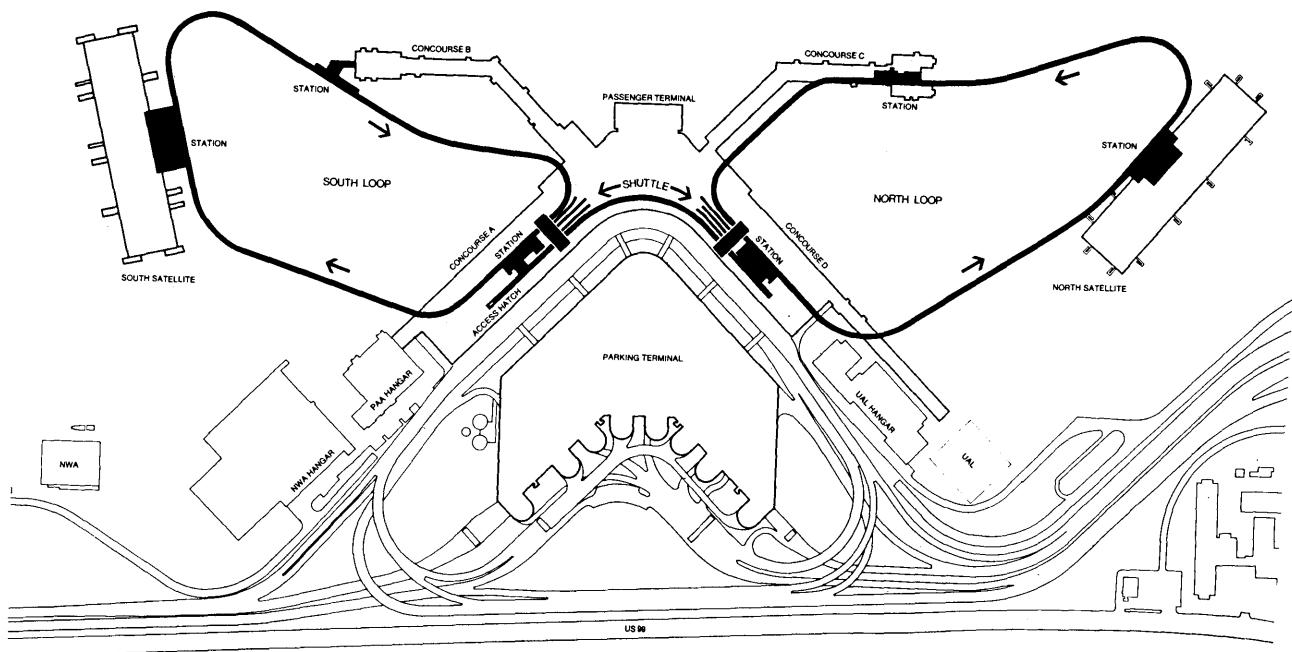 CONCOURSE B
CONCOURSE C
STATION
PASSENGER TERMINAL
STATION
STATION
STATION
SOUTH LOOP
SHUTTLE
NORTH LOOP
CONCOURSE A
STATION
STATION
CONCOURSE D
SOUTH SATELLITE
NORTH SATELLITE
ACCESS HATCH
PARKING TERMINAL
PAA HANGAR
UAL HANGAR
NWA
NWA HANGAR
UAL
US 99